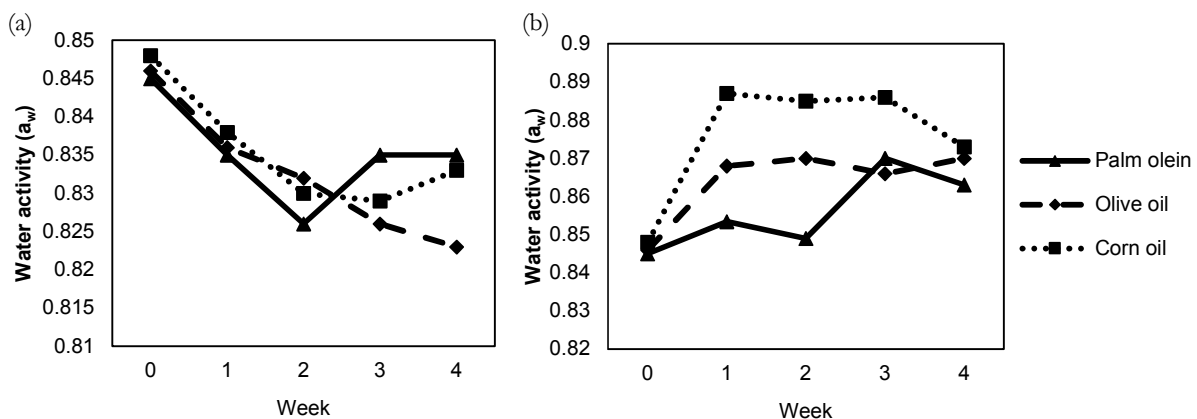 (a)
Water activity (aw)
0.85
0.845
0.84
0.835
0.83
0.825
0.82
0.815
0.81
0 1 2 3 4
Week
(b)
Water activity (aw)
0.9
0.89
0.88
0.87
0.86
0.85
0.84
0.83
0.82
0 1 2 3 4
Week
Palm olein
Olive oil
Corn oil